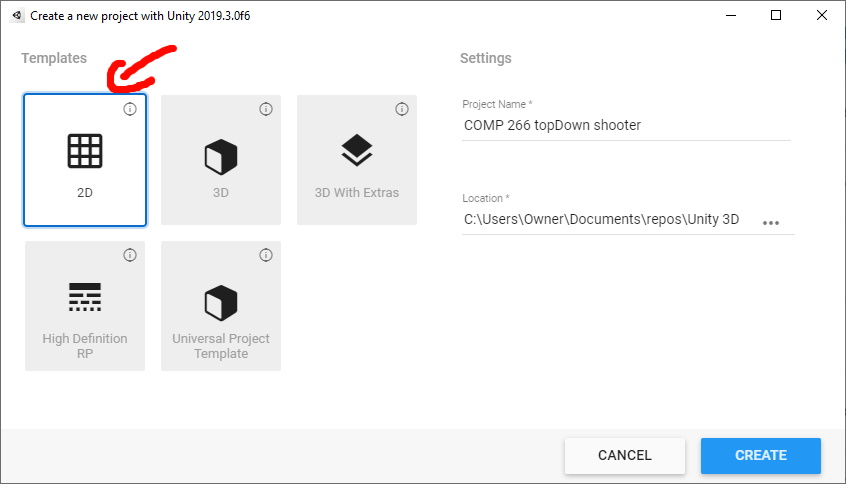 Create a new project with Unity 2019.3.0f6
Templates
Settings
2D
3D
3D With Extras
High Definition
RP
Universal Project
Template
Project Name *
COMP 266 topDown shooter
Location *
C:\Users\Owner\Documents\repos\Unity 3D
CANCEL
CREATE